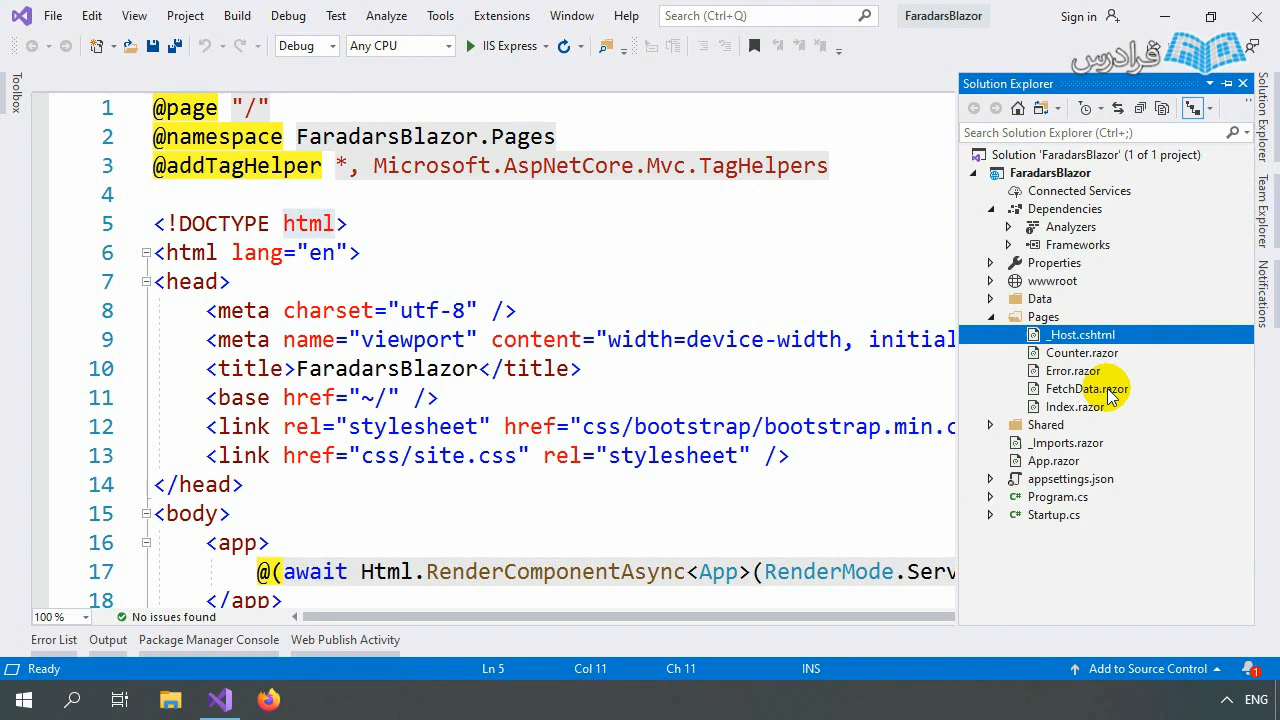 File Edit View Project Build Debug Test Analyze Tools Extensions Window Help Search (Ctrl+Q) FaradarsBlazor Sign in
Debug Any CPU IIS Express
فرادرس
Toolbox
1 @page "/"
2 @namespace FaradarsBlazor.Pages
3 @addTagHelper *, Microsoft.AspNetCore.Mvc.TagHelpers
4
5 <!DOCTYPE html>
6 <html lang="en">
7 <head>
8 <meta charset="utf-8" />
9 <meta name="viewport" content="width=device-width, initial
10 <title>FaradarsBlazor</title>
11 <base href="~/" />
12 <link rel="stylesheet" href="css/bootstrap/bootstrap.min.c
13 <link href="css/site.css" rel="stylesheet" />
14 </head>
15 <body>
16 <app>
17 @(await Html.RenderComponentAsync<App>(RenderMode.Serv
18 </app>
100 % No issues found
Solution Explorer
Search Solution Explorer (Ctrl+;)
Solution 'FaradarsBlazor' (1 of 1 project)
FaradarsBlazor
Connected Services
Dependencies
Analyzers
Frameworks
Properties
wwwroot
Data
Pages
_Host.cshtml
Counter.razor
Error.razor
FetchData.razor
Index.razor
Shared
_Imports.razor
App.razor
appsettings.json
Program.cs
Startup.cs
Solution Explorer
Team Explorer
Notifications
Error List Output Package Manager Console Web Publish Activity
Ready Ln 5 Col 11 Ch 11 INS Add to Source Control 1
ENG